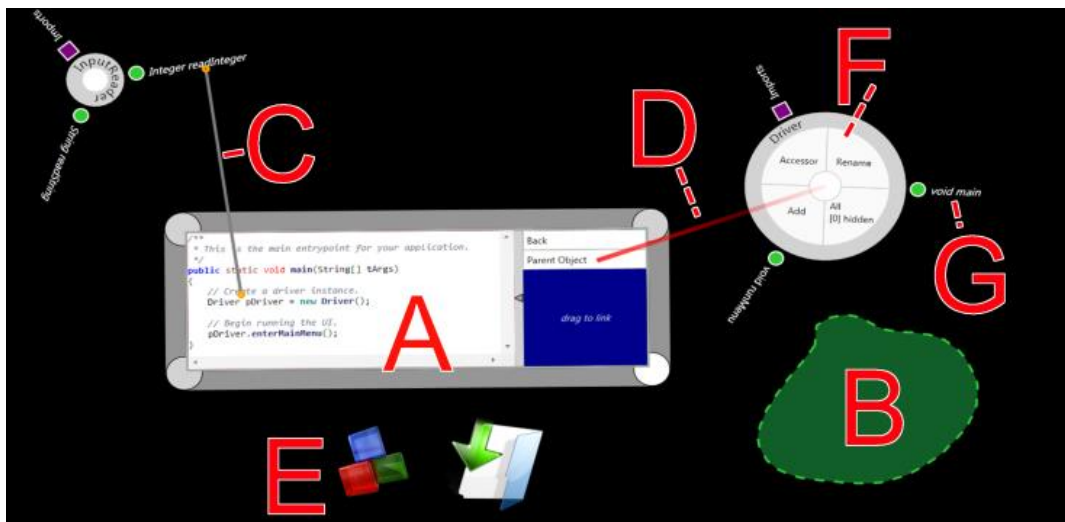 Imports
InputReader
Integer readInteger
String readString
C
D
F
Imports
Driver
Accessor
Rename
Add
All
[0] hidden
void main
void runMenu
G
/**
* This is the main entrypoint for your application.
*/
public static void main(String[] tArgs)
{
// Create a driver instance.
Driver pDriver = new Driver();
// Begin running the UI.
pDriver.enterMainMenu();
}
Back
Parent Object
drag to link
A
B
E